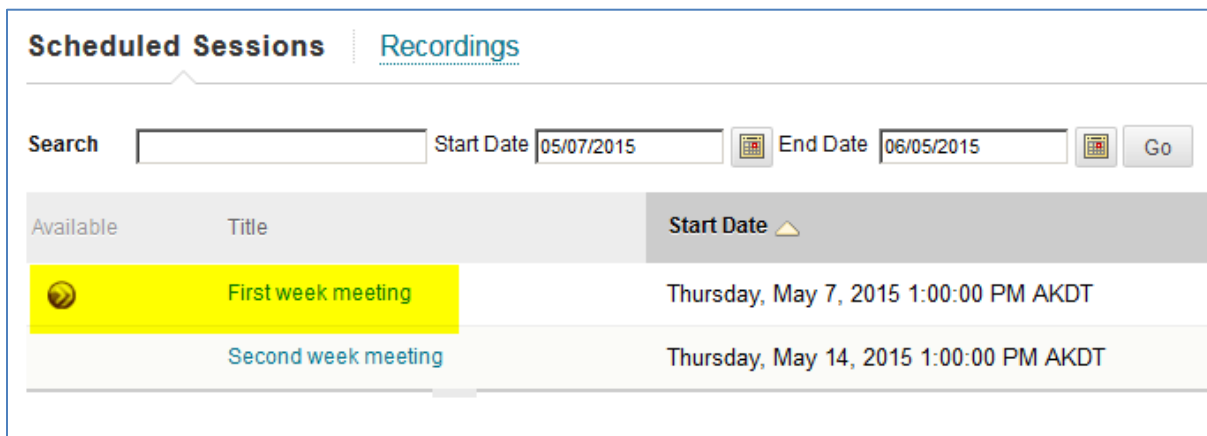 Scheduled Sessions Recordings
Search Start Date 05/07/2015 End Date 06/05/2015 Go
Available Title Start Date
First week meeting Thursday, May 7, 2015 1:00:00 PM AKDT
Second week meeting Thursday, May 14, 2015 1:00:00 PM AKDT